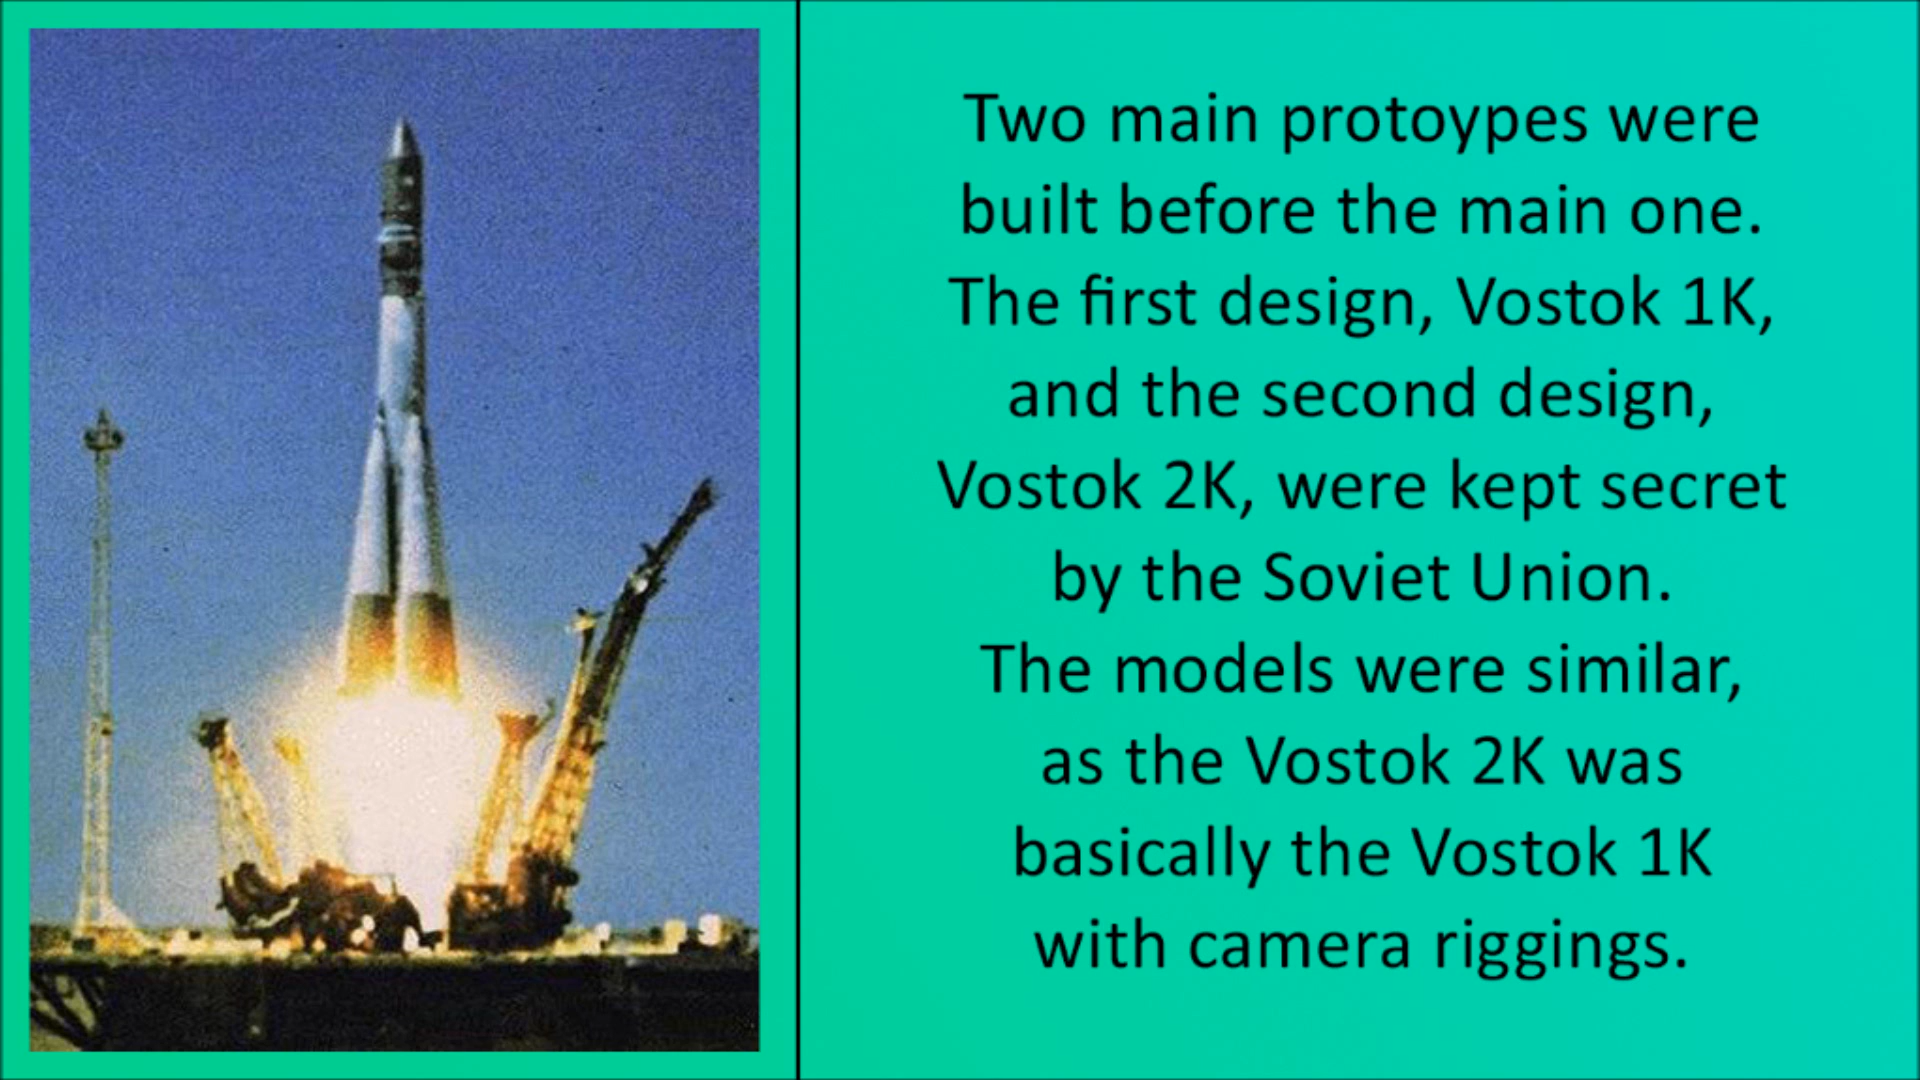 Two main protoypes were
built before the main one.
The first design, Vostok 1K,
and the second design,
Vostok 2K, were kept secret
by the Soviet Union.
The models were similar,
as the Vostok 2K was
basically the Vostok 1K
with camera riggings.